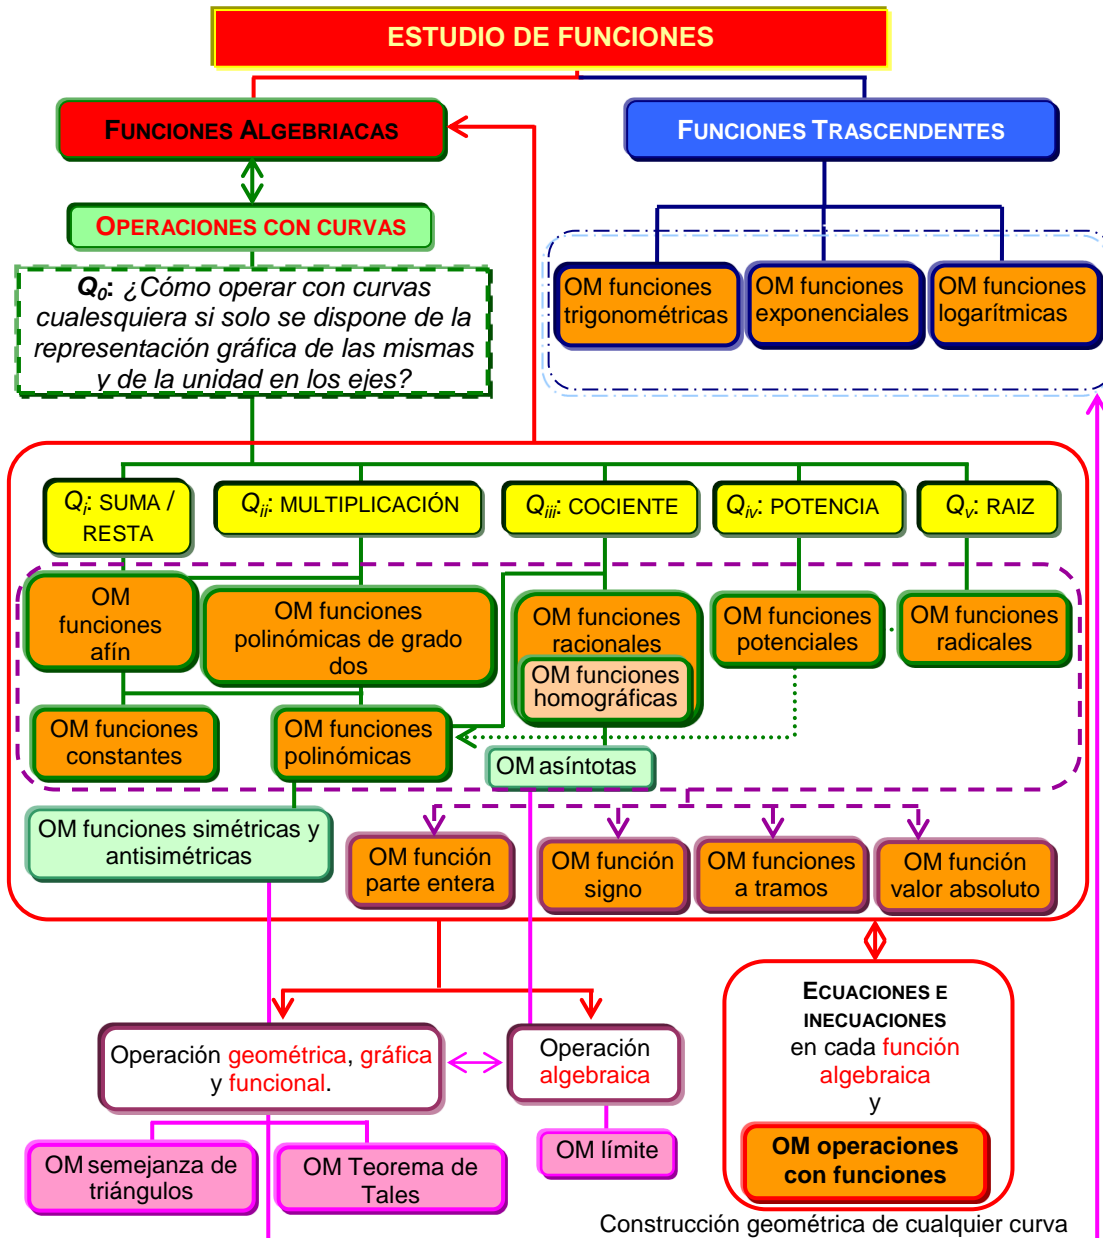 ESTUDIO DE FUNCIONES
FUNCIONES ALGEBRIACAS
FUNCIONES TRASCENDENTES
OPERACIONES CON CURVAS
Q0: ¿Cómo operar con curvas
cualesquiera si solo se dispone de la
representación gráfica de las mismas
y de la unidad en los ejes?
OM funciones
trigonométricas
OM funciones
exponenciales
OM funciones
logarítmicas
Qi: SUMA /
RESTA
Qii: MULTIPLICACIÓN
Qiii: COCIENTE
Qiv: POTENCIA
Qv: RAIZ
OM
funciones
afín
OM funciones
polinómicas de grado
dos
OM funciones
racionales
OM funciones
homográficas
OM funciones
potenciales
OM funciones
radicales
OM funciones
constantes
OM funciones
polinómicas
OM asíntotas
OM funciones simétricas y
antisimétricas
OM función
parte entera
OM función
signo
OM funciones
a tramos
OM función
valor absoluto
Operación geométrica, gráfica
y funcional.
Operación
algebraica
ECUACIONES E
INECUACIONES
en cada función
algebraica
y
OM operaciones
con funciones
OM semejanza de
triángulos
OM Teorema de
Tales
OM límite
Construcción geométrica de cualquier curva